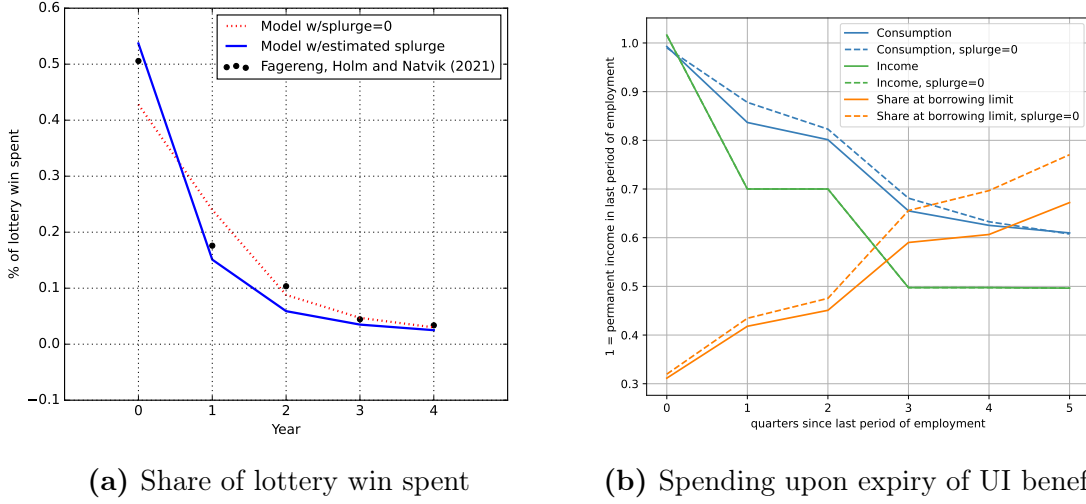 0.6
0.5
0.4
0.3
0.2
0.1
0.0
−0.1
% of lottery win spent
Model w/splurge=0
Model w/estimated splurge
Fagereng, Holm and Natvik (2021)
0 1 2 3 4
Year
(a) Share of lottery win spent
1.0
0.9
0.8
0.7
0.6
0.5
0.4
0.3
1 = permanent income in last period of employment
Consumption
Consumption, splurge=0
Income
Income, splurge=0
Share at borrowing limit
Share at borrowing limit, splurge=0
0 1 2 3 4 5
quarters since last period of employment
(b) Spending upon expiry of UI benef